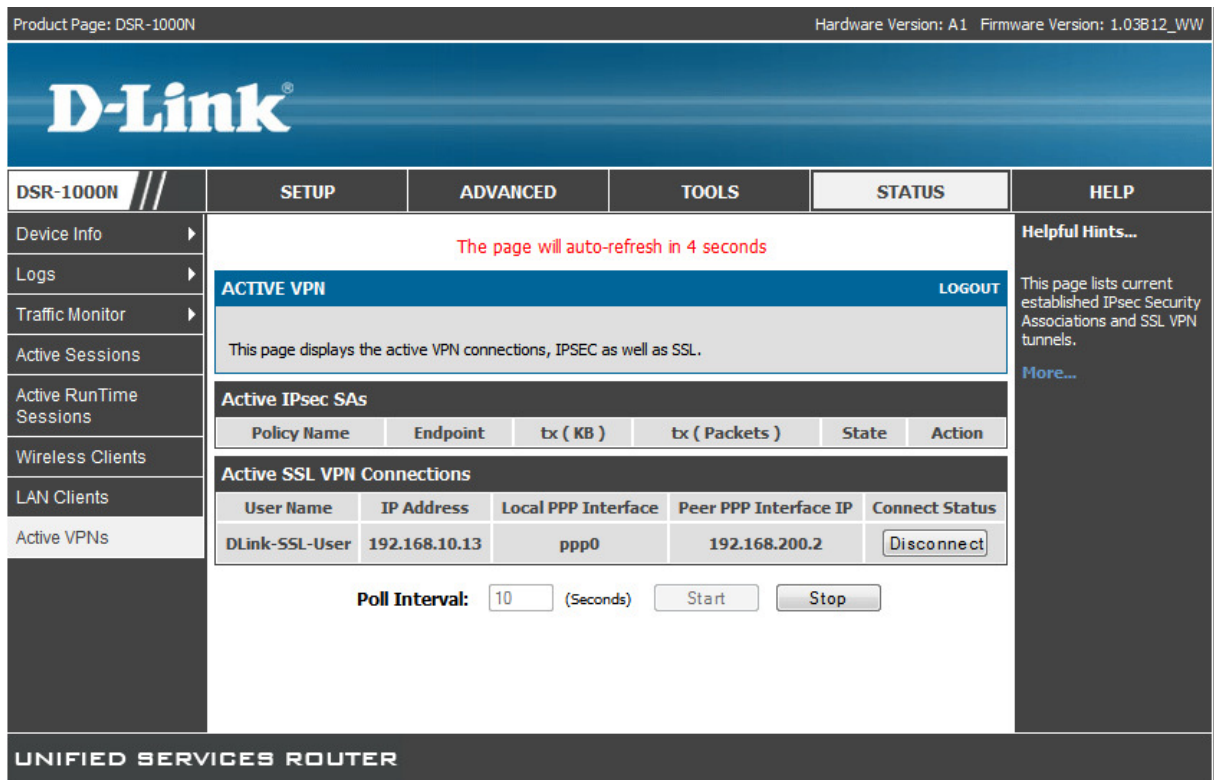 Product Page: DSR-1000N Hardware Version: A1 Firmware Version: 1.03B12_WW
D-Link®
DSR-1000N SETUP ADVANCED TOOLS STATUS HELP
Device Info
Logs
Traffic Monitor
Active Sessions
Active RunTime
Sessions
Wireless Clients
LAN Clients
Active VPNs
The page will auto-refresh in 4 seconds
ACTIVE VPN LOGOUT
This page displays the active VPN connections, IPSEC as well as SSL.
Active IPsec SAs
Policy Name Endpoint tx ( KB ) tx ( Packets ) State Action
Active SSL VPN Connections
User Name IP Address Local PPP Interface Peer PPP Interface IP Connect Status
DLink-SSL-User 192.168.10.13 ppp0 192.168.200.2 Disconnect
Poll Interval: 10 (Seconds) Start Stop
Helpful Hints...
This page lists current
established IPsec Security
Associations and SSL VPN
tunnels.
More...
UNIFIED SERVICES ROUTER